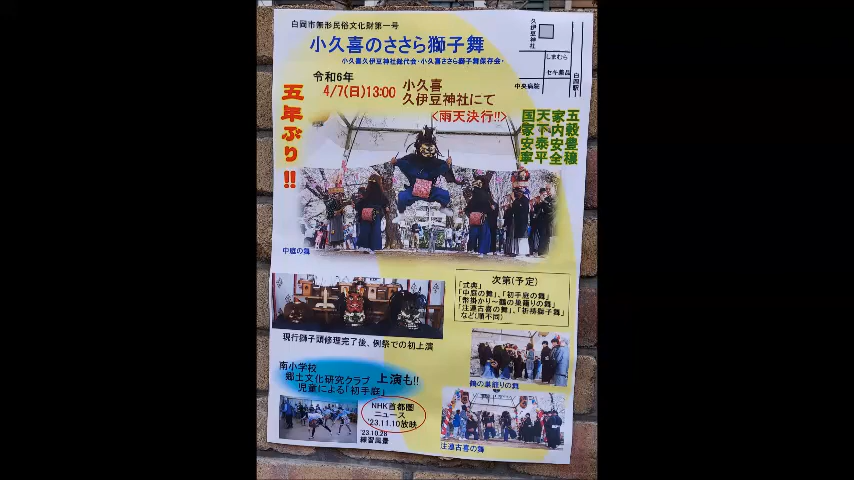 白岡市無形民俗文化財第一号
小久喜のささら獅子舞
小久喜久伊豆神社総代会・小久喜ささら獅子舞保存会・
久伊豆神社
しまむら
セキ薬品
中央病院
白岡駅
令和6年
4/7(日)13:00
小久喜
久伊豆神社にて
<雨天決行!!>
五年ぶり!!
五穀豊穣
家内安全
天下泰平
国家安寧
中庭の舞
次第(予定)
「式典」
「中庭の舞」、「初手庭の舞」
「幣掛かり~鶴の巣籠りの舞」
「注連古喜の舞」、「祈祷獅子舞」
など(順不同)
現行獅子頭修理完了後、例祭での初上演
南小学校
郷土文化研究クラブ 上演も!!
児童による「初手庭」
NHK首都圏
ニュース
'23.11.10放映
'23.10.28
練習風景
鶴の巣籠りの舞
注連古喜の舞